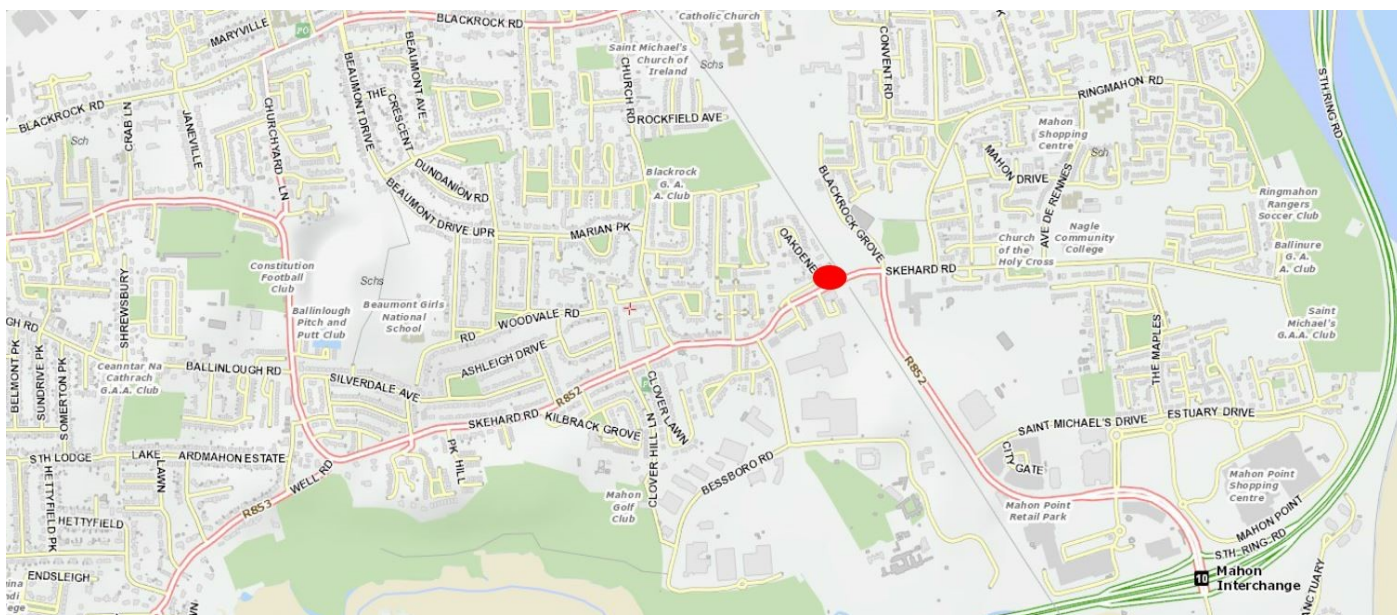 BLACKROCK RD
Catholic Church
MARYVILLE
PO
BEAUMONT AVE
Saint Michael's
Church of
Ireland
Schs
CONVENT RD
STH RING RD
BEAUMONT DRIVE
THE CRESCENT
CHURCH RD
RINGMAHON RD
BLACKROCK RD
CRAB LN
JANEVILLE
CHURCHYARD LN
ROCKFIELD AVE
Mahon
Shopping
Centre
Sch
Sch
DUNDANION RD
Blackrock
G. A.
A. Club
BLACKROCK GROVE
MAHON DRIVE
AVE DE RENNES
Ringmahon
Rangers
Soccer Club
BEAUMONT DRIVE UPR
MARIAN PK
OAKDENE
Nagle
Community
College
Church
of the
Holy Cross
Ballinure
G. A.
A. Club
SKEHARD RD
Constitution
Football
Club
Schs
SHREWSBURY
Ballinlough
Pitch and
Putt Club
Beaumont Girls
National
School
WOODVALE RD
RD
Saint
Michael's
G.A.A. Club
GH RD
BELMONT PK
SUNDRIVE PK
SOMERTON PK
Ceanntar Na
Cathrach
G.A.A. Club
BALLINLOUGH RD
ASHLEIGH DRIVE
SILVERDALE AVE
R852
THE MAPLES
R852
CLOVER LAWN
SKEHARD RD
KILBRACK GROVE
SAINT MICHAEL'S DRIVE
ESTUARY DRIVE
STH LODGE
LAKE LAWN
ARDMAHON ESTATE
PK HILL
CLOVER HILL LN
BESSBORO RD
CITY GATE
WELL RD
R853
HETTYFIELD PK
HETTYFIELD
Mahon
Golf
Club
Mahon Point
Retail Park
Mahon Point
Shopping
Centre
MAHON POINT
STH RING RD
ENDSLEIGH
10
Mahon
Interchange